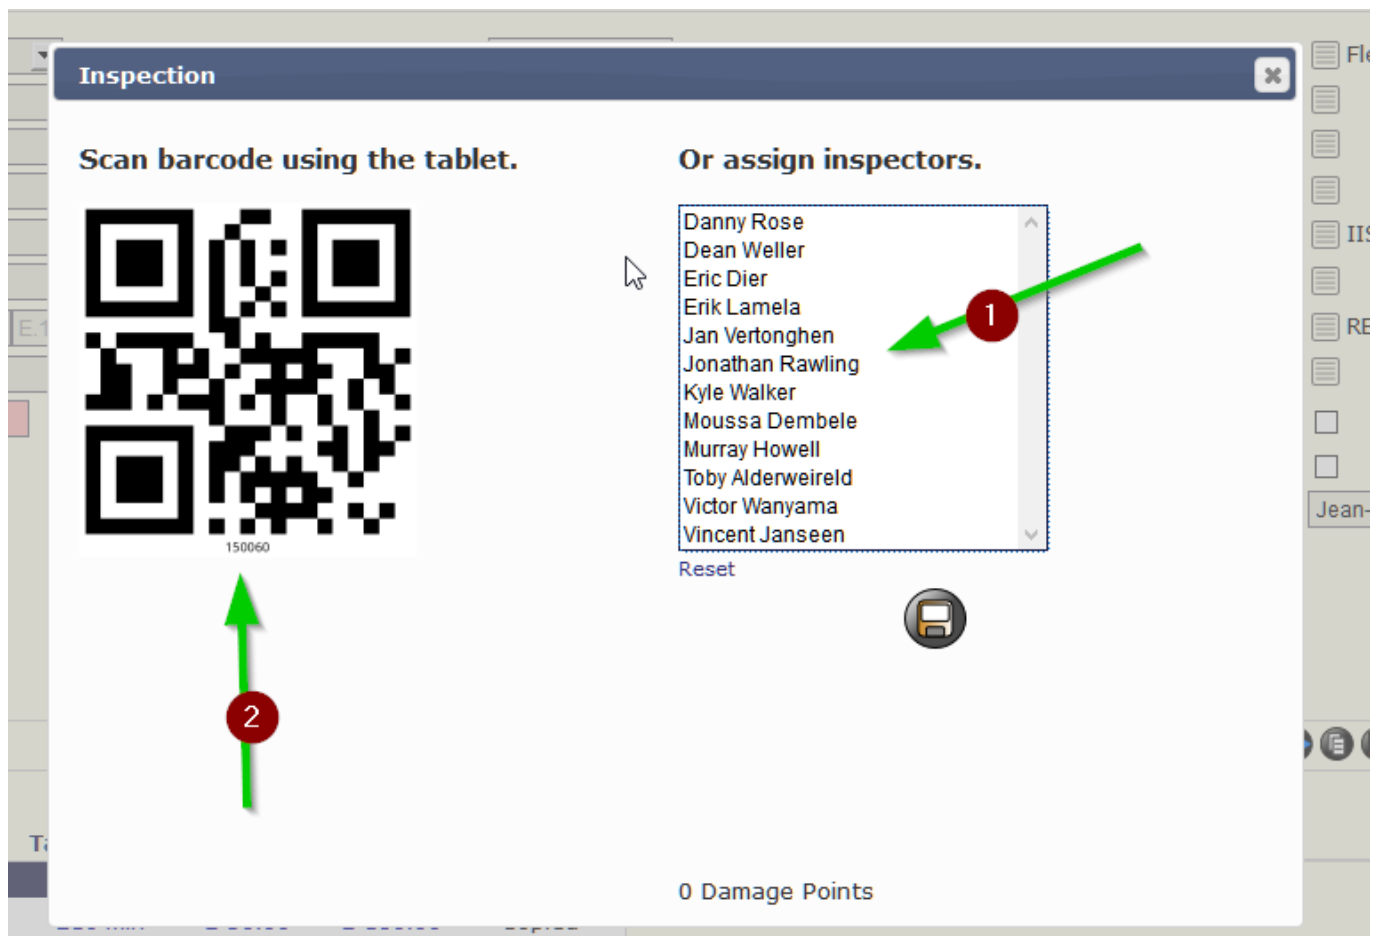 Inspection
Scan barcode using the tablet.
150060
2
Or assign inspectors.
Danny Rose
Dean Weller
Eric Dier
Erik Lamela
Jan Vertonghen
Jonathan Rawling
Kyle Walker
Moussa Dembele
Murray Howell
Toby Alderweireld
Victor Wanyama
Vincent Janseen
1
Reset
0 Damage Points
E.1
Jean-